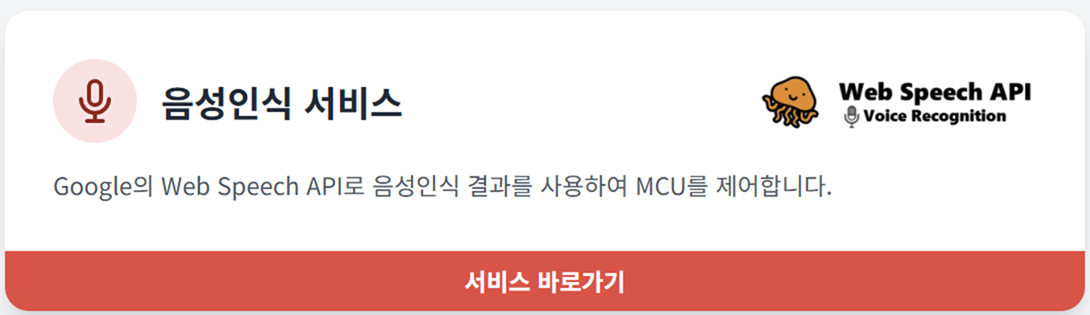 음성인식 서비스
Web Speech API
Voice Recognition
Google의 Web Speech API로 음성인식 결과를 사용하여 MCU를 제어합니다.
서비스 바로가기